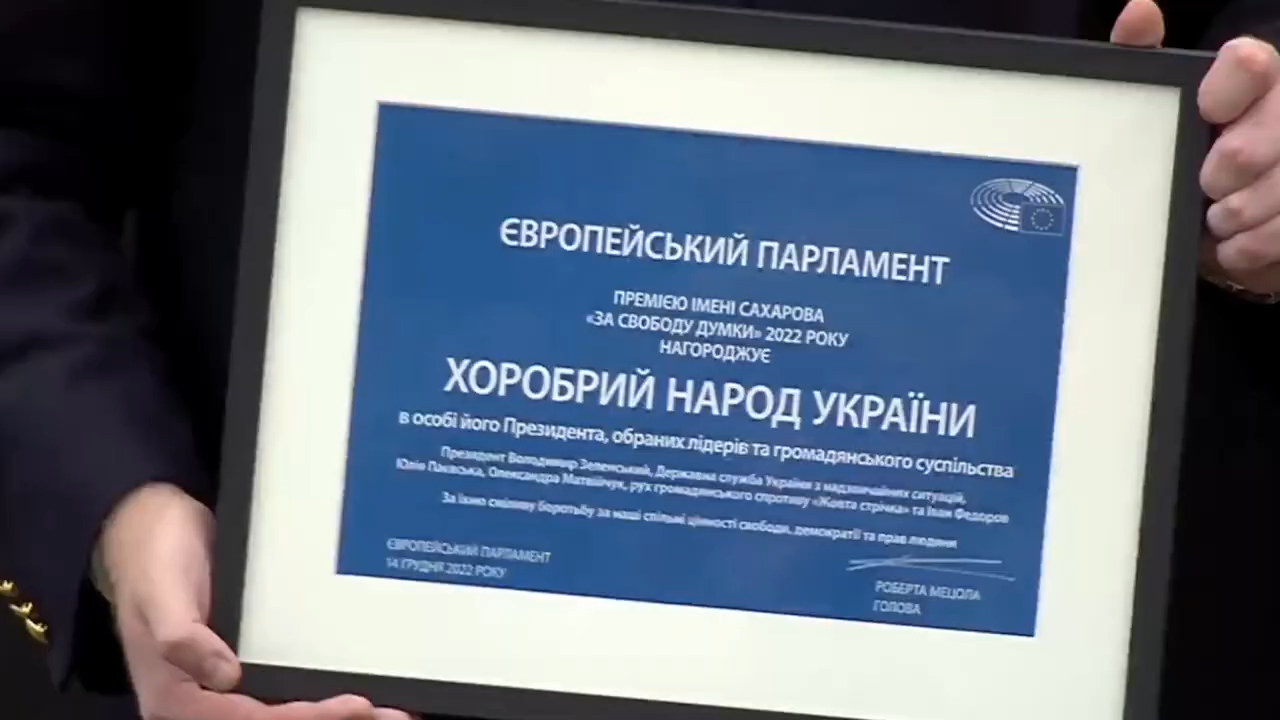 ЄВРОПЕЙСЬКИЙ ПАРЛАМЕНТ
ПРЕМІЄЮ ІМЕНІ САХАРОВА
«ЗА СВОБОДУ ДУМКИ» 2022 РОКУ
НАГОРОДЖУЄ
ХОРОБРИЙ НАРОД УКРАЇНИ
в особі його Президента, обраних лідерів та громадянського суспільства
Президент Володимир Зеленський, Державна служба України з надзвичайних ситуацій,
Юлія Паєвська, Олександра Матвійчук, рух громадянського спротиву «Жовта стрічка» та Іван Федоров
За їхню сміливу боротьбу за наші спільні цінності свободи, демократії та прав людини
ЄВРОПЕЙСЬКИЙ ПАРЛАМЕНТ
14 ГРУДНЯ 2022 РОКУ
РОБЕРТА МЕЦОЛА
ГОЛОВА